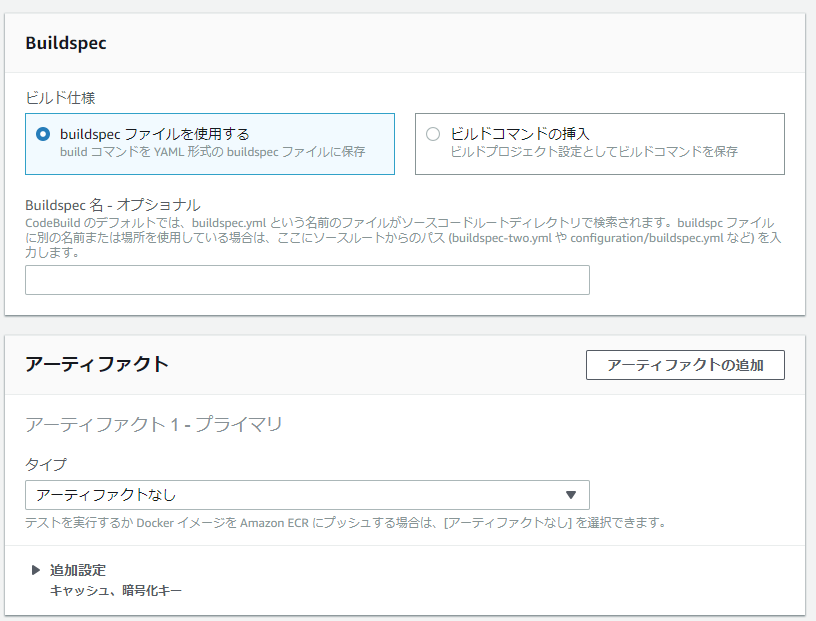 Buildspec
ビルド仕様
buildspec ファイルを使用する
build コマンドを YAML 形式の buildspec ファイルに保存
ビルドコマンドの挿入
ビルドプロジェクト設定としてビルドコマンドを保存
Buildspec 名 - オプショナル
CodeBuild のデフォルトでは、buildspec.yml という名前のファイルがソースコードルートディレクトリで検索されます。buildspc ファイル
に別の名前または場所を使用している場合は、ここにソースルートからのパス (buildspec-two.yml や configuration/buildspec.yml など) を入
力します。
アーティファクト
アーティファクトの追加
アーティファクト 1 - プライマリ
タイプ
アーティファクトなし
テストを実行するか Docker イメージを Amazon ECR にプッシュする場合は、[アーティファクトなし] を選択できます。
追加設定
キャッシュ、暗号化キー